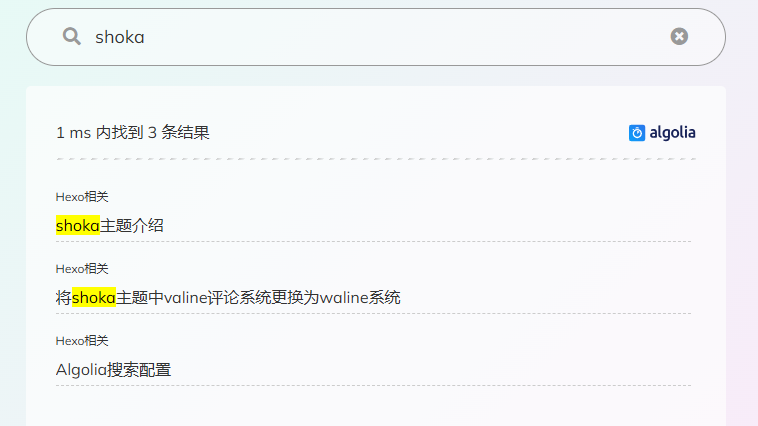 shoka
1 ms 内找到 3 条结果
algolia
Hexo相关
shoka主题介绍
Hexo相关
将shoka主题中valine评论系统更换为waline系统
Hexo相关
Algolia搜索配置